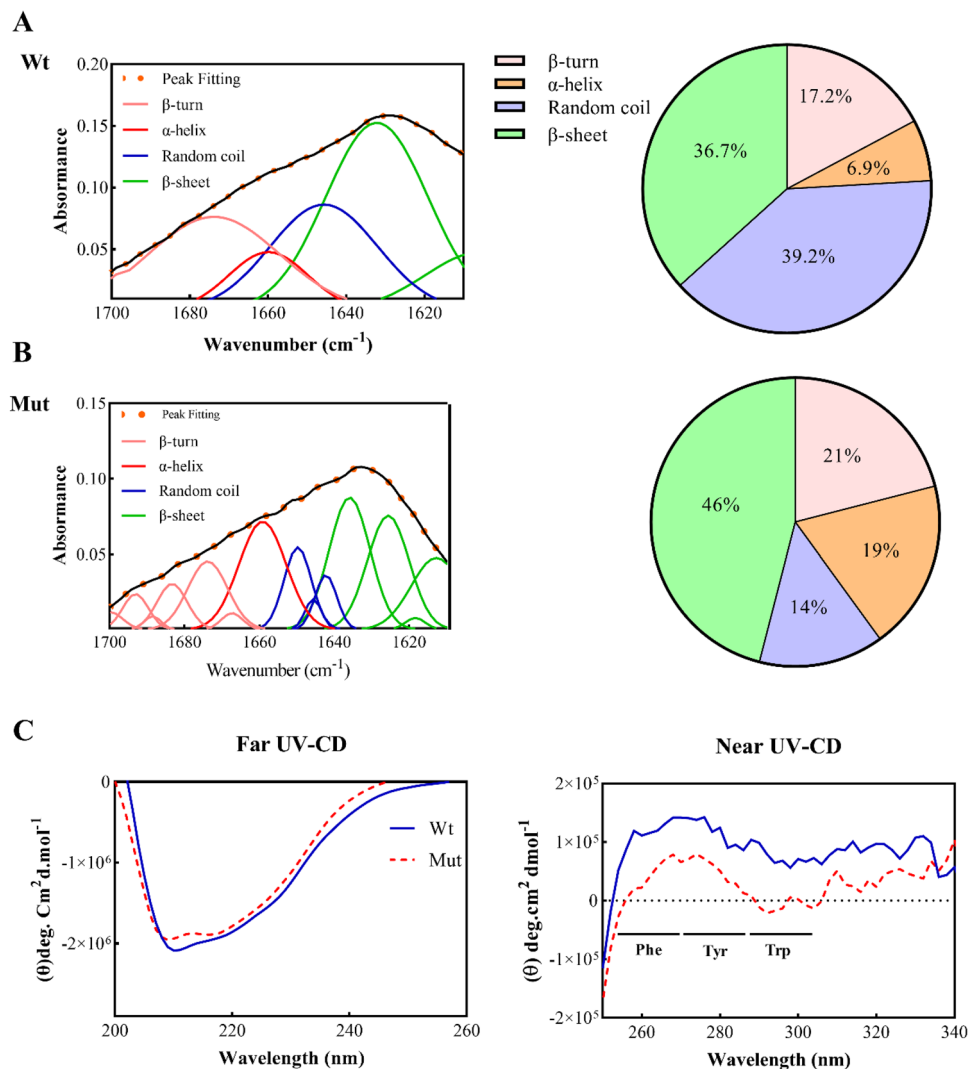 A
Wt
Absormance
0.20
0.15
0.10
0.05
Peak Fitting
β-turn
α-helix
Random coil
β-sheet
1700
1680
1660
1640
1620
Wavenumber (cm⁻¹)
β-turn
α-helix
Random coil
β-sheet
17.2%
6.9%
39.2%
36.7%
B
Mut
Absormance
0.15
0.10
0.05
Peak Fitting
β-turn
α-helix
Random coil
β-sheet
1700
1680
1660
1640
1620
Wavenumber (cm⁻¹)
21%
19%
14%
46%
C
Far UV-CD
(θ)deg. Cm² d.mol⁻¹
0
-1×10⁶
-2×10⁶
Wt
Mut
200
220
240
260
Wavelength (nm)
Near UV-CD
(θ) deg.cm² dmol⁻¹
2×10⁵
1×10⁵
0
-1×10⁵
-2×10⁵
Phe
Tyr
Trp
260
280
300
320
340
Wavelength (nm)